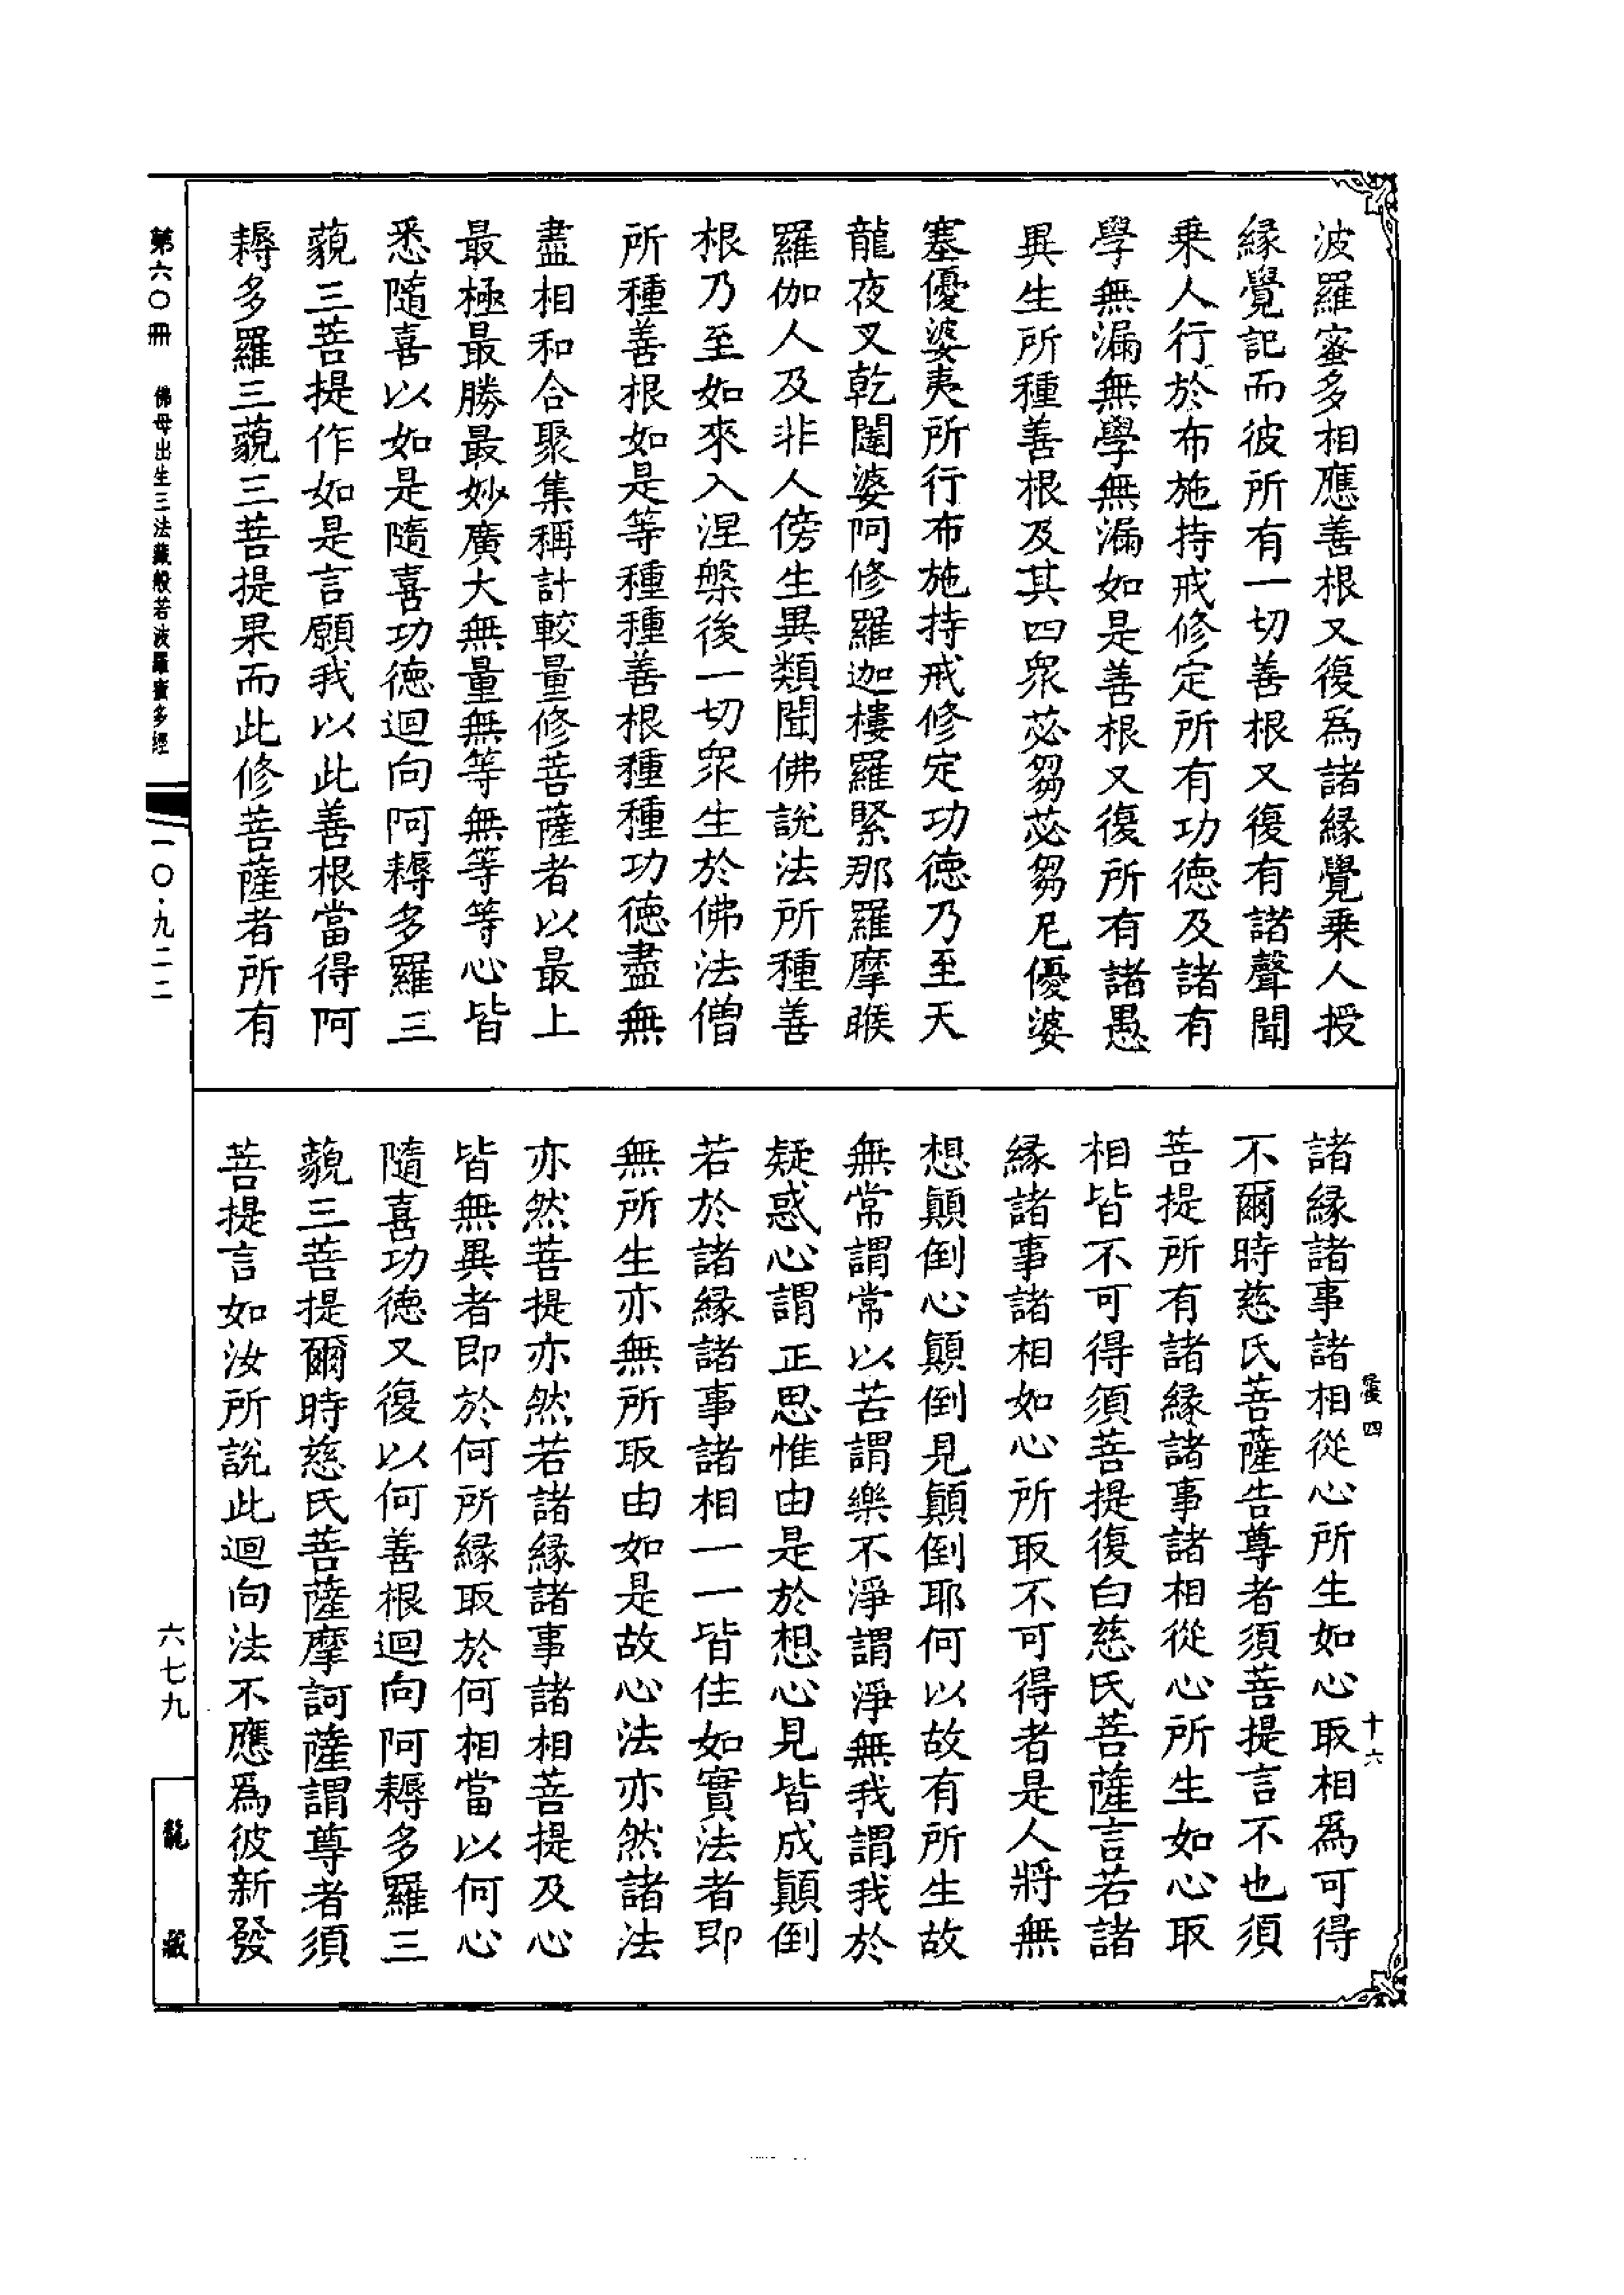 波羅蜜多相應善根又復爲諸緣覺乗人授
緣覺記而彼所有一切善根又復有諸聲聞
乗人行於布施持戒修定所有功德及諸有
學無漏無學無漏如是善根又復所有諸愚
異生所種善根及其四衆苾芻苾芻尼優婆
塞優婆夷所行布施持戒修定功德乃至天
龍夜叉乾闥婆阿修羅迦樓羅緊那羅摩睺
羅伽人及非人傍生異類聞佛說法所種善
根乃至如來入涅槃後一切衆生於佛法僧
所種善根如是等種種善根種種功德盡無
盡相和合聚集稱計較量修菩薩者以最上
最極最勝最妙廣大無量無等無等等心皆
悉隨喜以如是隨喜功德迴向阿耨多羅三
藐三菩提作如是言願我以此善根當得阿
耨多羅三藐三菩提果而此修菩薩者所有
諸緣諸事諸相從心所生如心取相爲可得
不爾時慈氏菩薩告尊者須菩提言不也須
菩提所有諸緣諸事諸相從心所生如心取
相皆不可得須菩提復白慈氏菩薩言若諸
緣諸事諸相如心所取不可得者是人將無
想顛倒心顛倒見顛倒耶何以故有所生故
無常謂常以苦謂樂不淨謂淨無我謂我於
疑惑心謂正思惟由是於想心見皆成顛倒
若於諸緣諸事諸相一一皆住如實法者即
無所生亦無所取由如是故心法亦然諸法
亦然菩提亦然若諸緣諸事諸相菩提及心
皆無異者即於何所緣取於何相當以何心
隨喜功德又復以何善根迴向阿耨多羅三
藐三菩提爾時慈氏菩薩摩訶薩謂尊者須
菩提言如汝所說此迴向法不應爲彼新發
四
十六
第六〇冊 佛母出生三法藏般若波羅蜜多經
一〇·九二二
六七九
龍藏